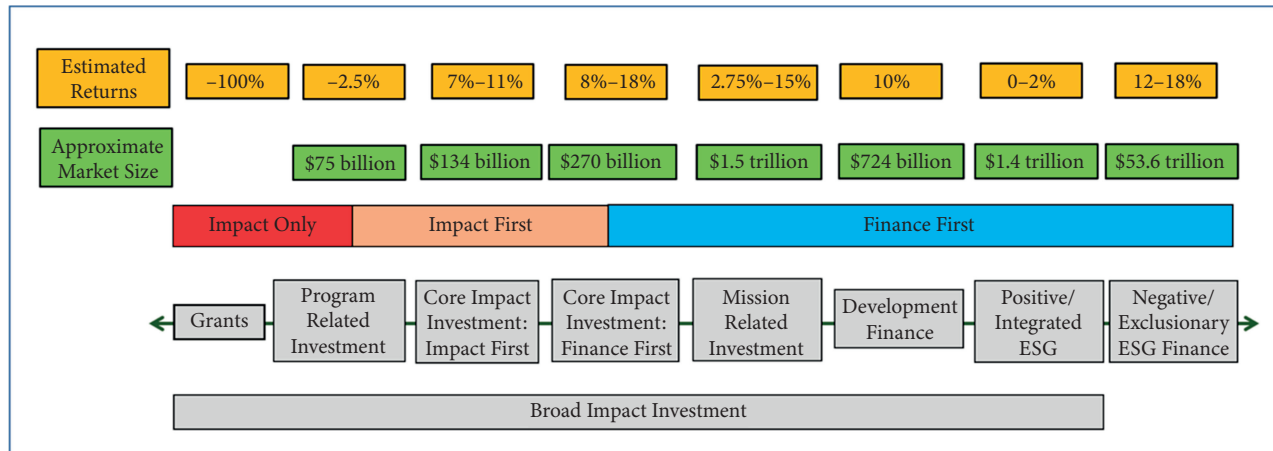 Estimated
Returns
–100%
–2.5%
7%–11%
8%–18%
2.75%–15%
10%
0–2%
12–18%
Approximate
Market Size
$75 billion
$134 billion
$270 billion
$1.5 trillion
$724 billion
$1.4 trillion
$53.6 trillion
Impact Only
Impact First
Finance First
Grants
Program
Related
Investment
Core Impact
Investment:
Impact First
Core Impact
Investment:
Finance First
Mission
Related
Investment
Development
Finance
Positive/
Integrated
ESG
Negative/
Exclusionary
ESG Finance
Broad Impact Investment